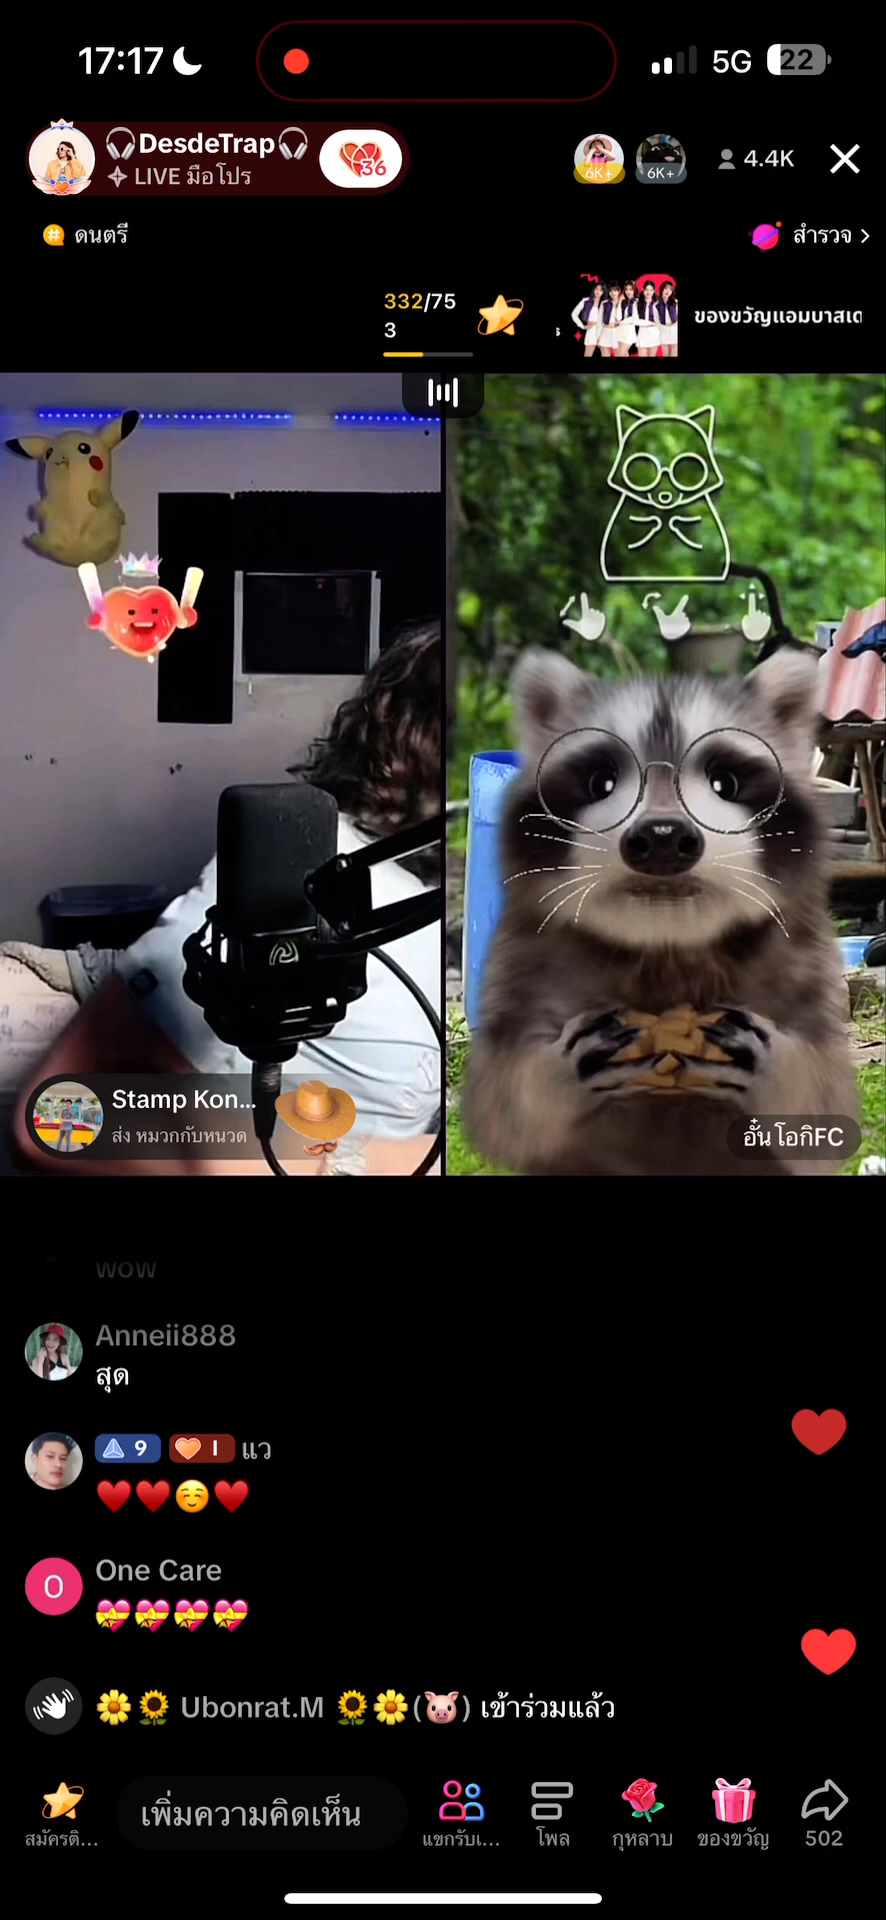 17:17
5G
22
🎧DesdeTrap🎧
LIVE มือโปร
36
6K+
6K+
4.4K
ดนตรี
สำรวจ
332/75
3
ของขวัญแอมบาสเด
Stamp Kon...
ส่ง หมวกกับหนวด
อั๋น โอกิFC
wow
Anneii888
สุด
9
I
แว
♥️♥️☺️♥️
O
One Care
💝💝💝💝
🌼🌻 Ubonrat.M 🌻🌼(🐷) เข้าร่วมแล้ว
เพิ่มความคิดเห็น
สมัครติ...
แขกรับเ...
โพล
กุหลาบ
ของขวัญ
502